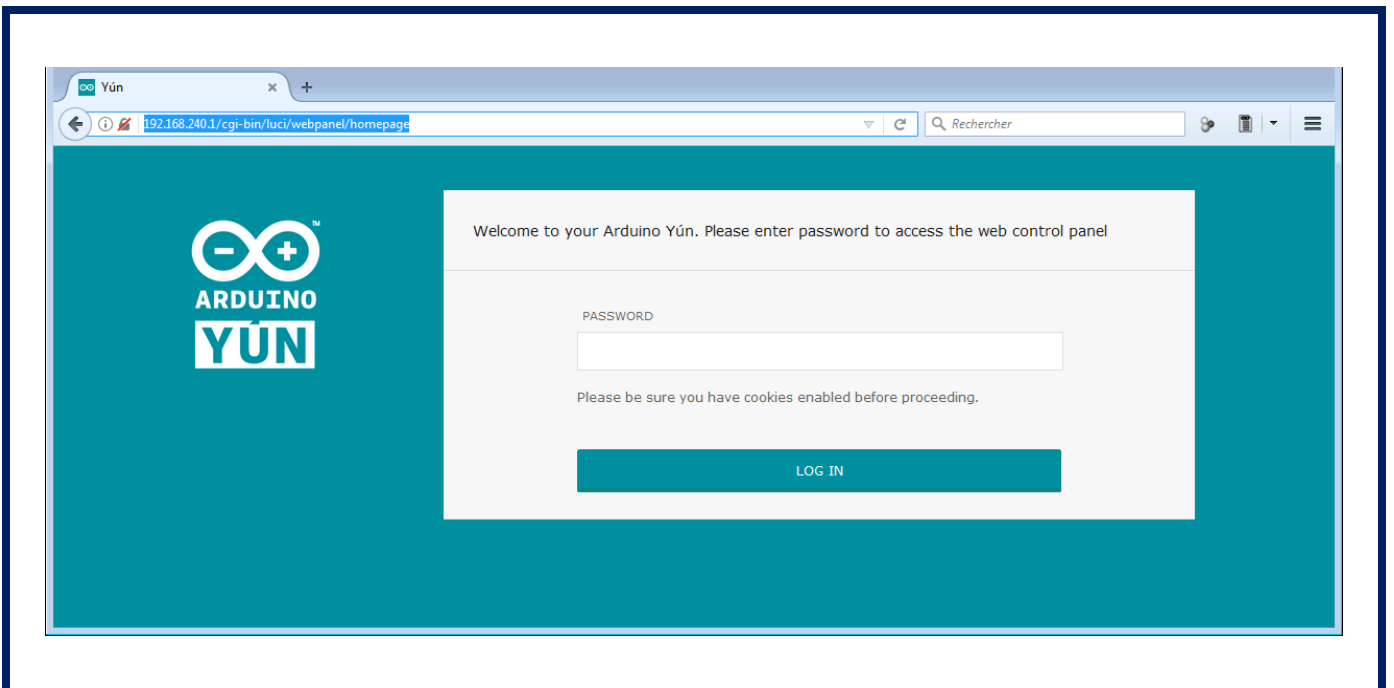 Yún
192.168.240.1/cgi-bin/luci/webpanel/homepage
Rechercher
Welcome to your Arduino Yún. Please enter password to access the web control panel
TM
ARDUINO
YÚN
PASSWORD
Please be sure you have cookies enabled before proceeding.
LOG IN